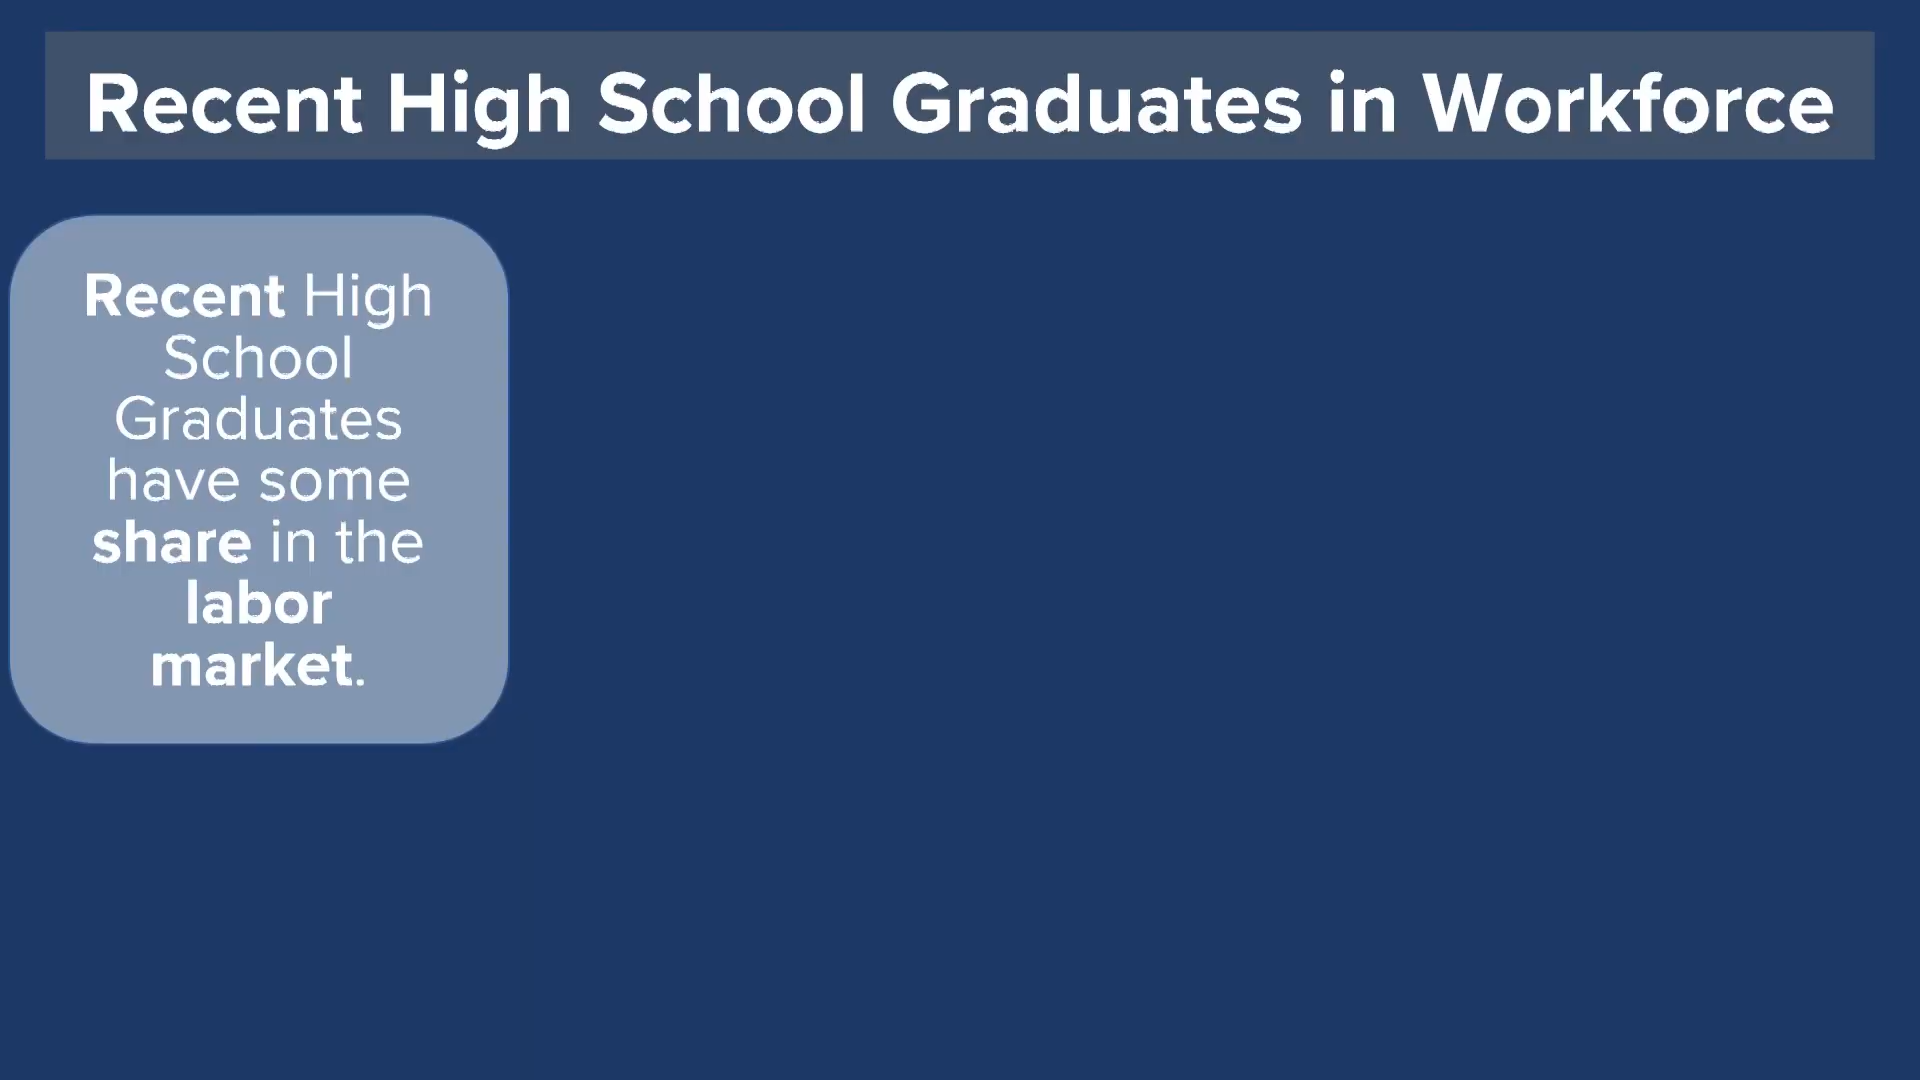 Recent High School Graduates in Workforce
Recent High
School
Graduates
have some
share in the
labor
market.